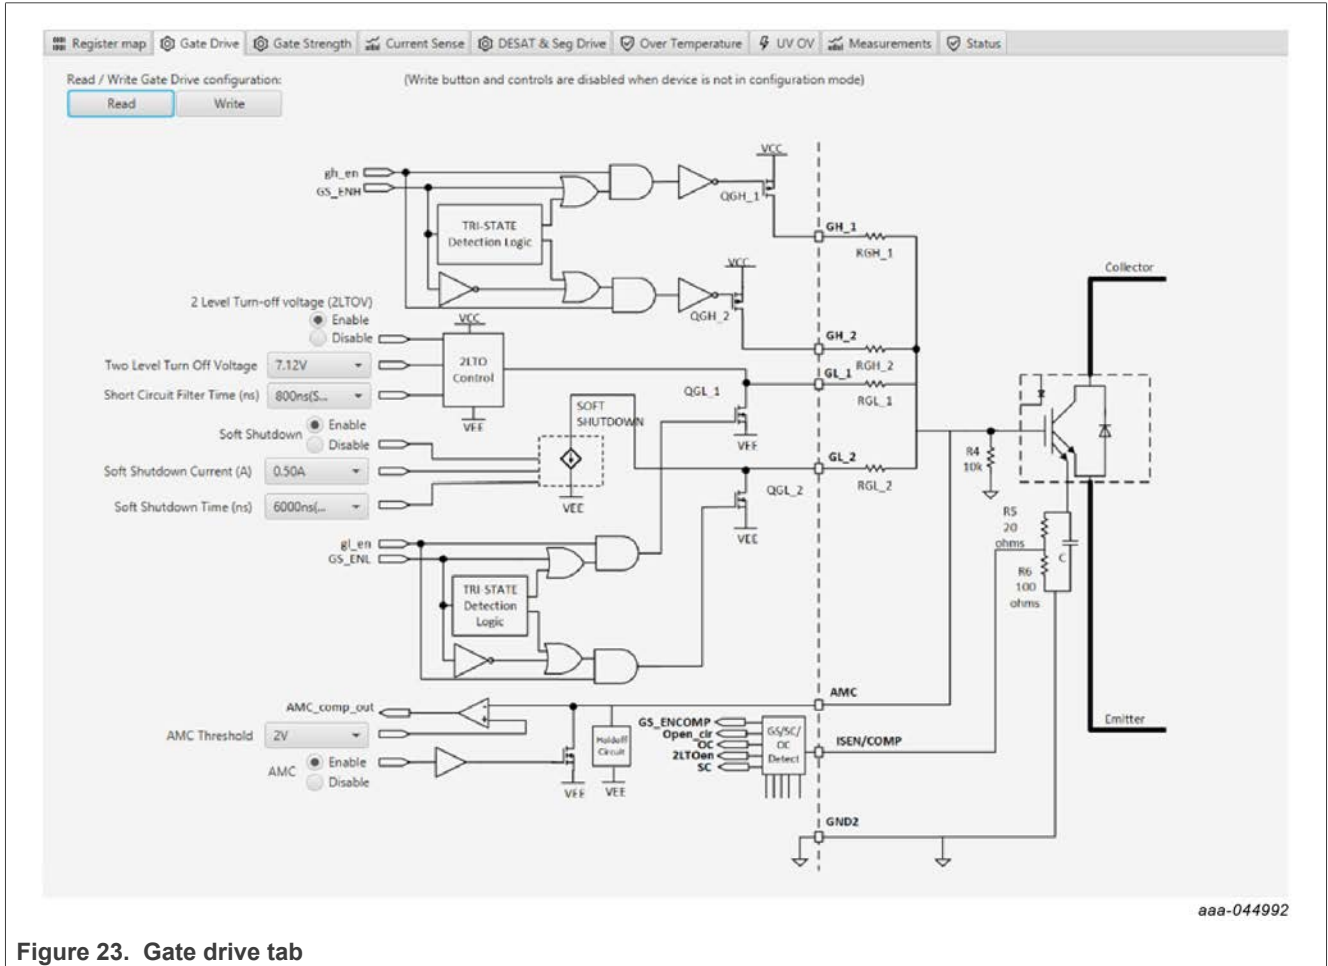 Register map Gate Drive Gate Strength Current Sense DESAT & Seg Drive Over Temperature UV OV Measurements Status
Read / Write Gate Drive configuration:
(Write button and controls are disabled when device is not in configuration mode)
Read Write
VCC
gh_en
GS_ENH
QGH_1
TRI-STATE
Detection Logic
GH_1
RGH_1
VCC
Collector
2 Level Turn-off voltage (2LTOV)
Enable
Disable
VCC
QGH_2
GH_2
RGH_2
2LTO
Control
Two Level Turn Off Voltage 7.12V
GL_1
RGL_1
QGL_1
Short Circuit Filter Time (ns) 800ns(S...
VEE
SOFT
SHUTDOWN
VEE
Soft Shutdown
Enable
Disable
R4
10k
GL_2
RGL_2
Soft Shutdown Current (A) 0.50A
QGL_2
Soft Shutdown Time (ns) 6000ns(...
VEE
VEE
R5
20
ohms
C
R6
100
ohms
gl_en
GS_ENL
TRI-STATE
Detection
Logic
AMC
AMC_comp_out
AMC Threshold 2V
AMC
Enable
Disable
Holdoff
Circuit
VEE
VEE
GS_ENCOMP
Open_clr
OC
2LTOen
SC
GS/SC/
OC
Detect
ISEN/COMP
Emitter
GND2
aaa-044992
Figure 23. Gate drive tab